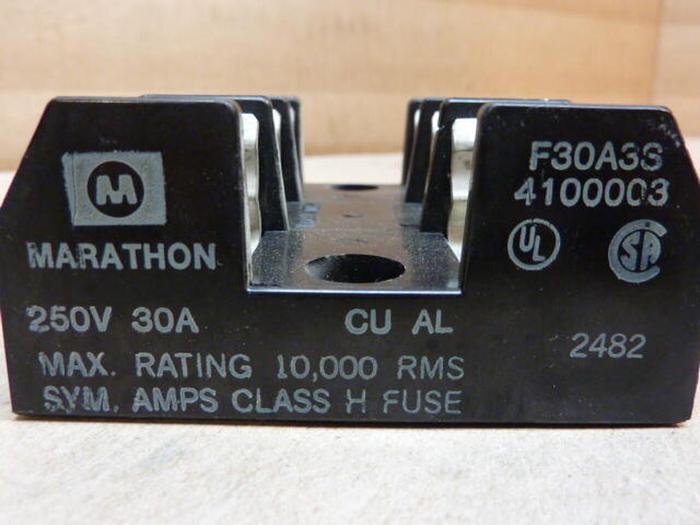 M
MARATHON
F30A3S
4100003
UL
SA
250V 30A CU AL
2482
MAX. RATING 10,000 RMS
SYM. AMPS CLASS H FUSE